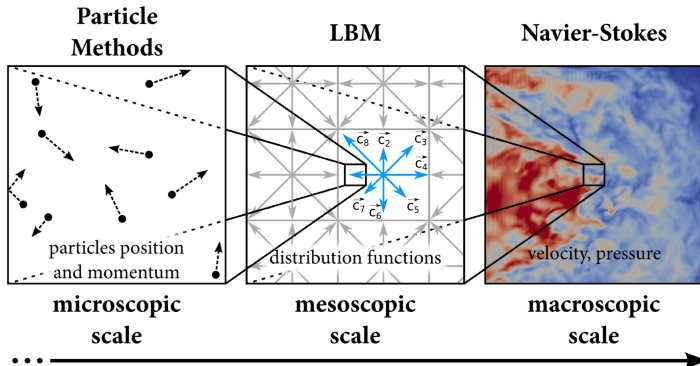 Particle
Methods
LBM
Navier-Stokes
c₈
c₂
c₃
c₄
c₇
c₆
c₅
particles position
and momentum
distribution functions
velocity, pressure
microscopic
scale
mesoscopic
scale
macroscopic
scale